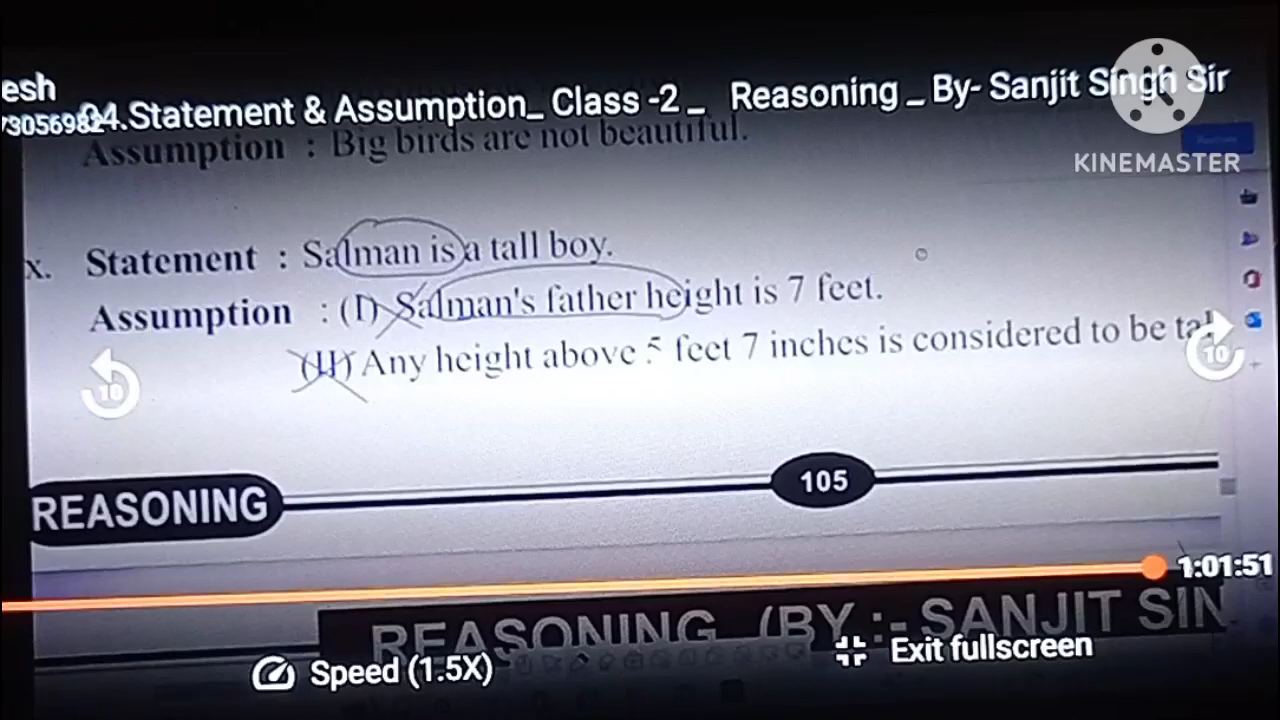 esh
730569824.Statement & Assumption_ Class -2 _ Reasoning _ By- Sanjit Singh Sir
KINEMASTER
Assumption : Big birds are not beautiful.
x. Statement : Salman is a tall boy.
Assumption : (I) Salman's father height is 7 feet.
(II) Any height above 5 feet 7 inches is considered to be tal
10
10
REASONING
105
1:01:51
REASONING (BY :- SANJIT SIN
Speed (1.5X)
Exit fullscreen